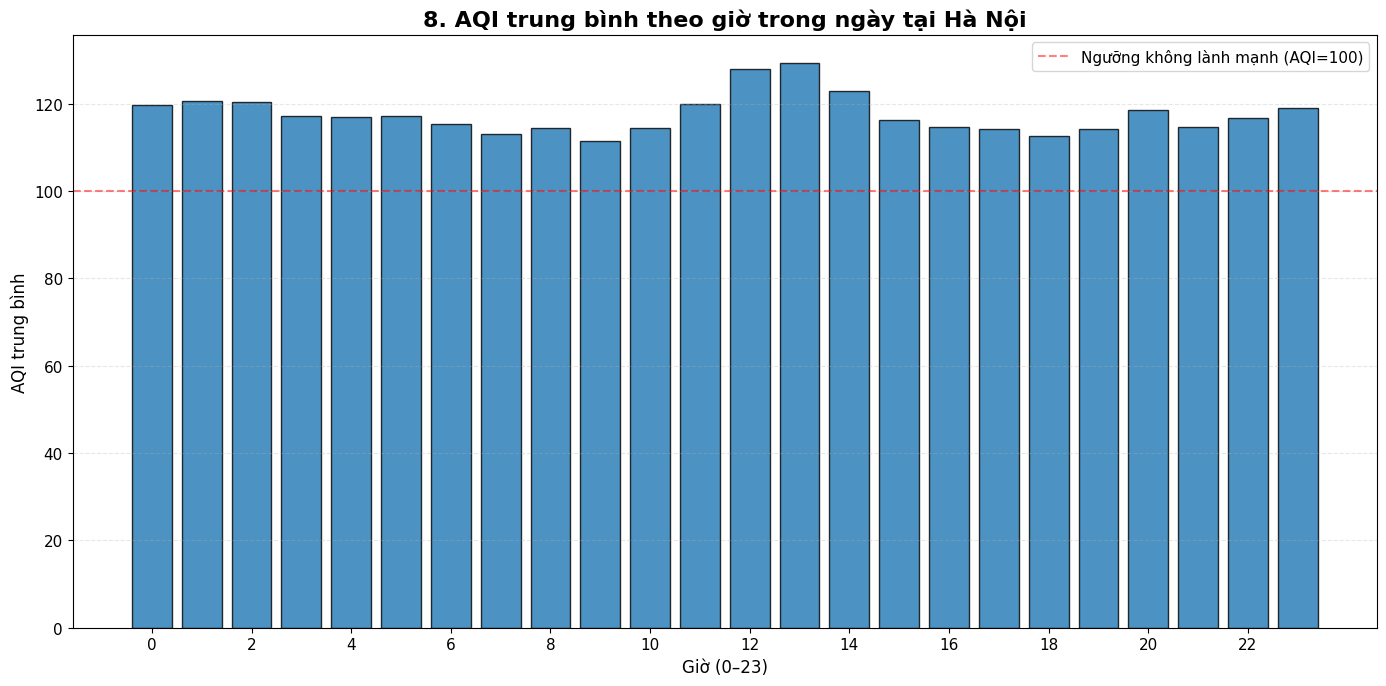 8. AQI trung bình theo giờ trong ngày tại Hà Nội
Ngưỡng không lành mạnh (AQI=100)
AQI trung bình
120
100
80
60
40
20
0
0 2 4 6 8 10 12 14 16 18 20 22
Giờ (0–23)